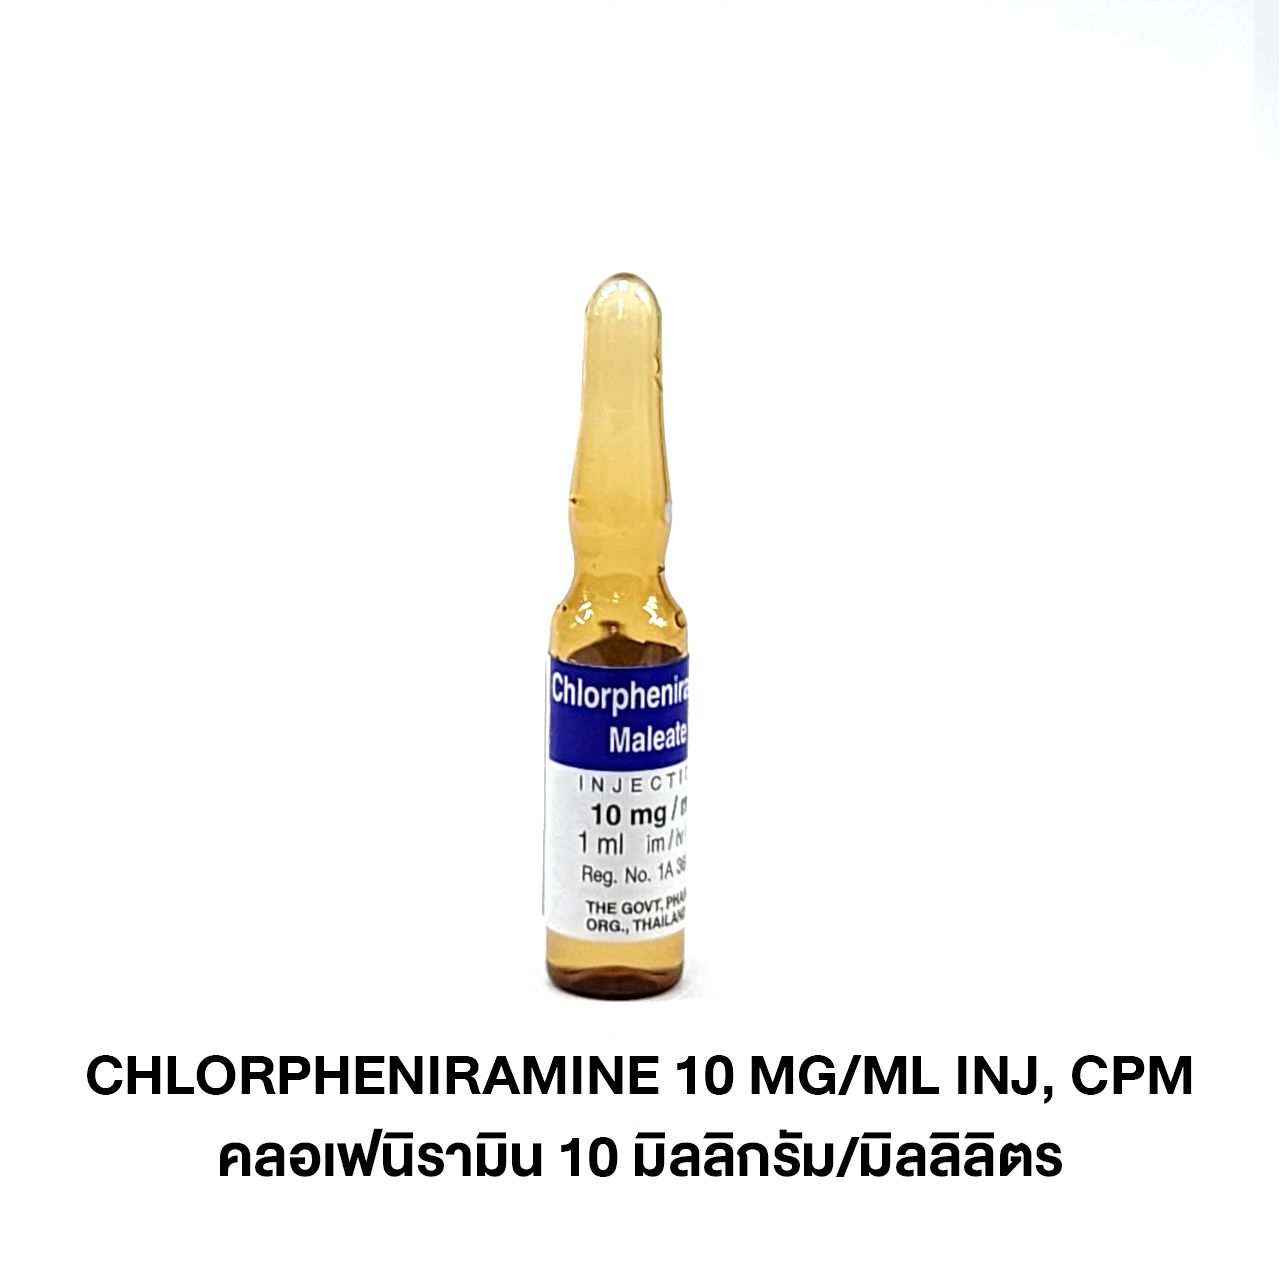 Maleate
INJECTIO
10 mg /
1 ml im / iv
Reg. No. 1A
THE GOVT.
ORG., THAILAND
CHLORPHENIRAMINE 10 MG/ML INJ, CPM
คลอเฟนิรามิน 10 มิลลิกรัม/มิลลิลิตร